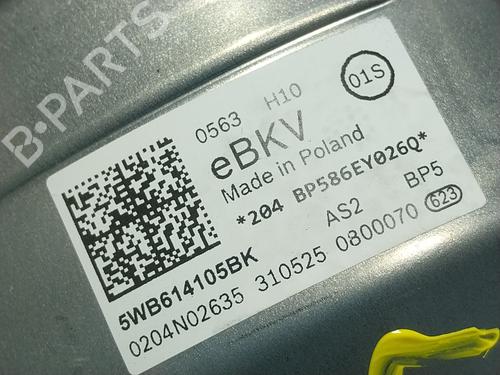 B-PARTS
0563 H10 01S
eBKV
Made in Poland
*204 BP586EY026Q*
AS2 BP5
5WB614105BK
0204N02635 310525 0800070 623